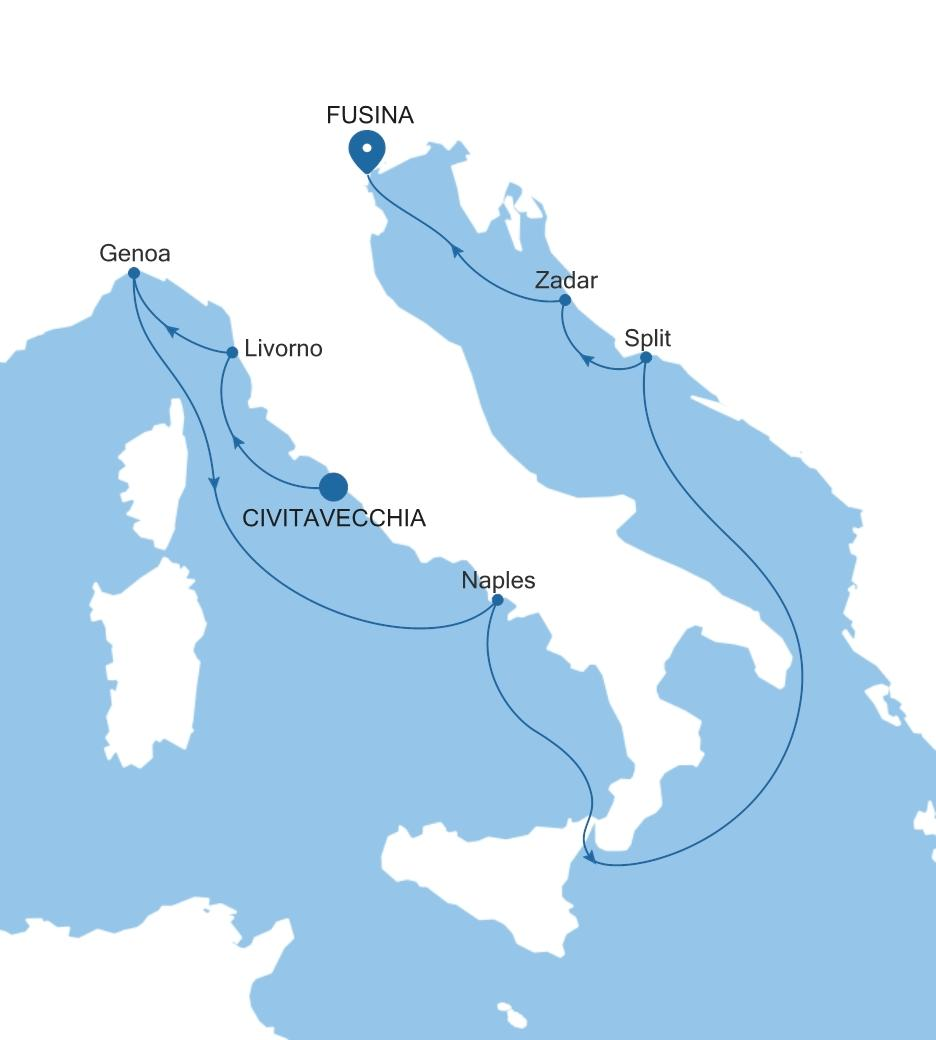 FUSINA
Genoa
Zadar
Split
Livorno
CIVITAVECCHIA
Naples